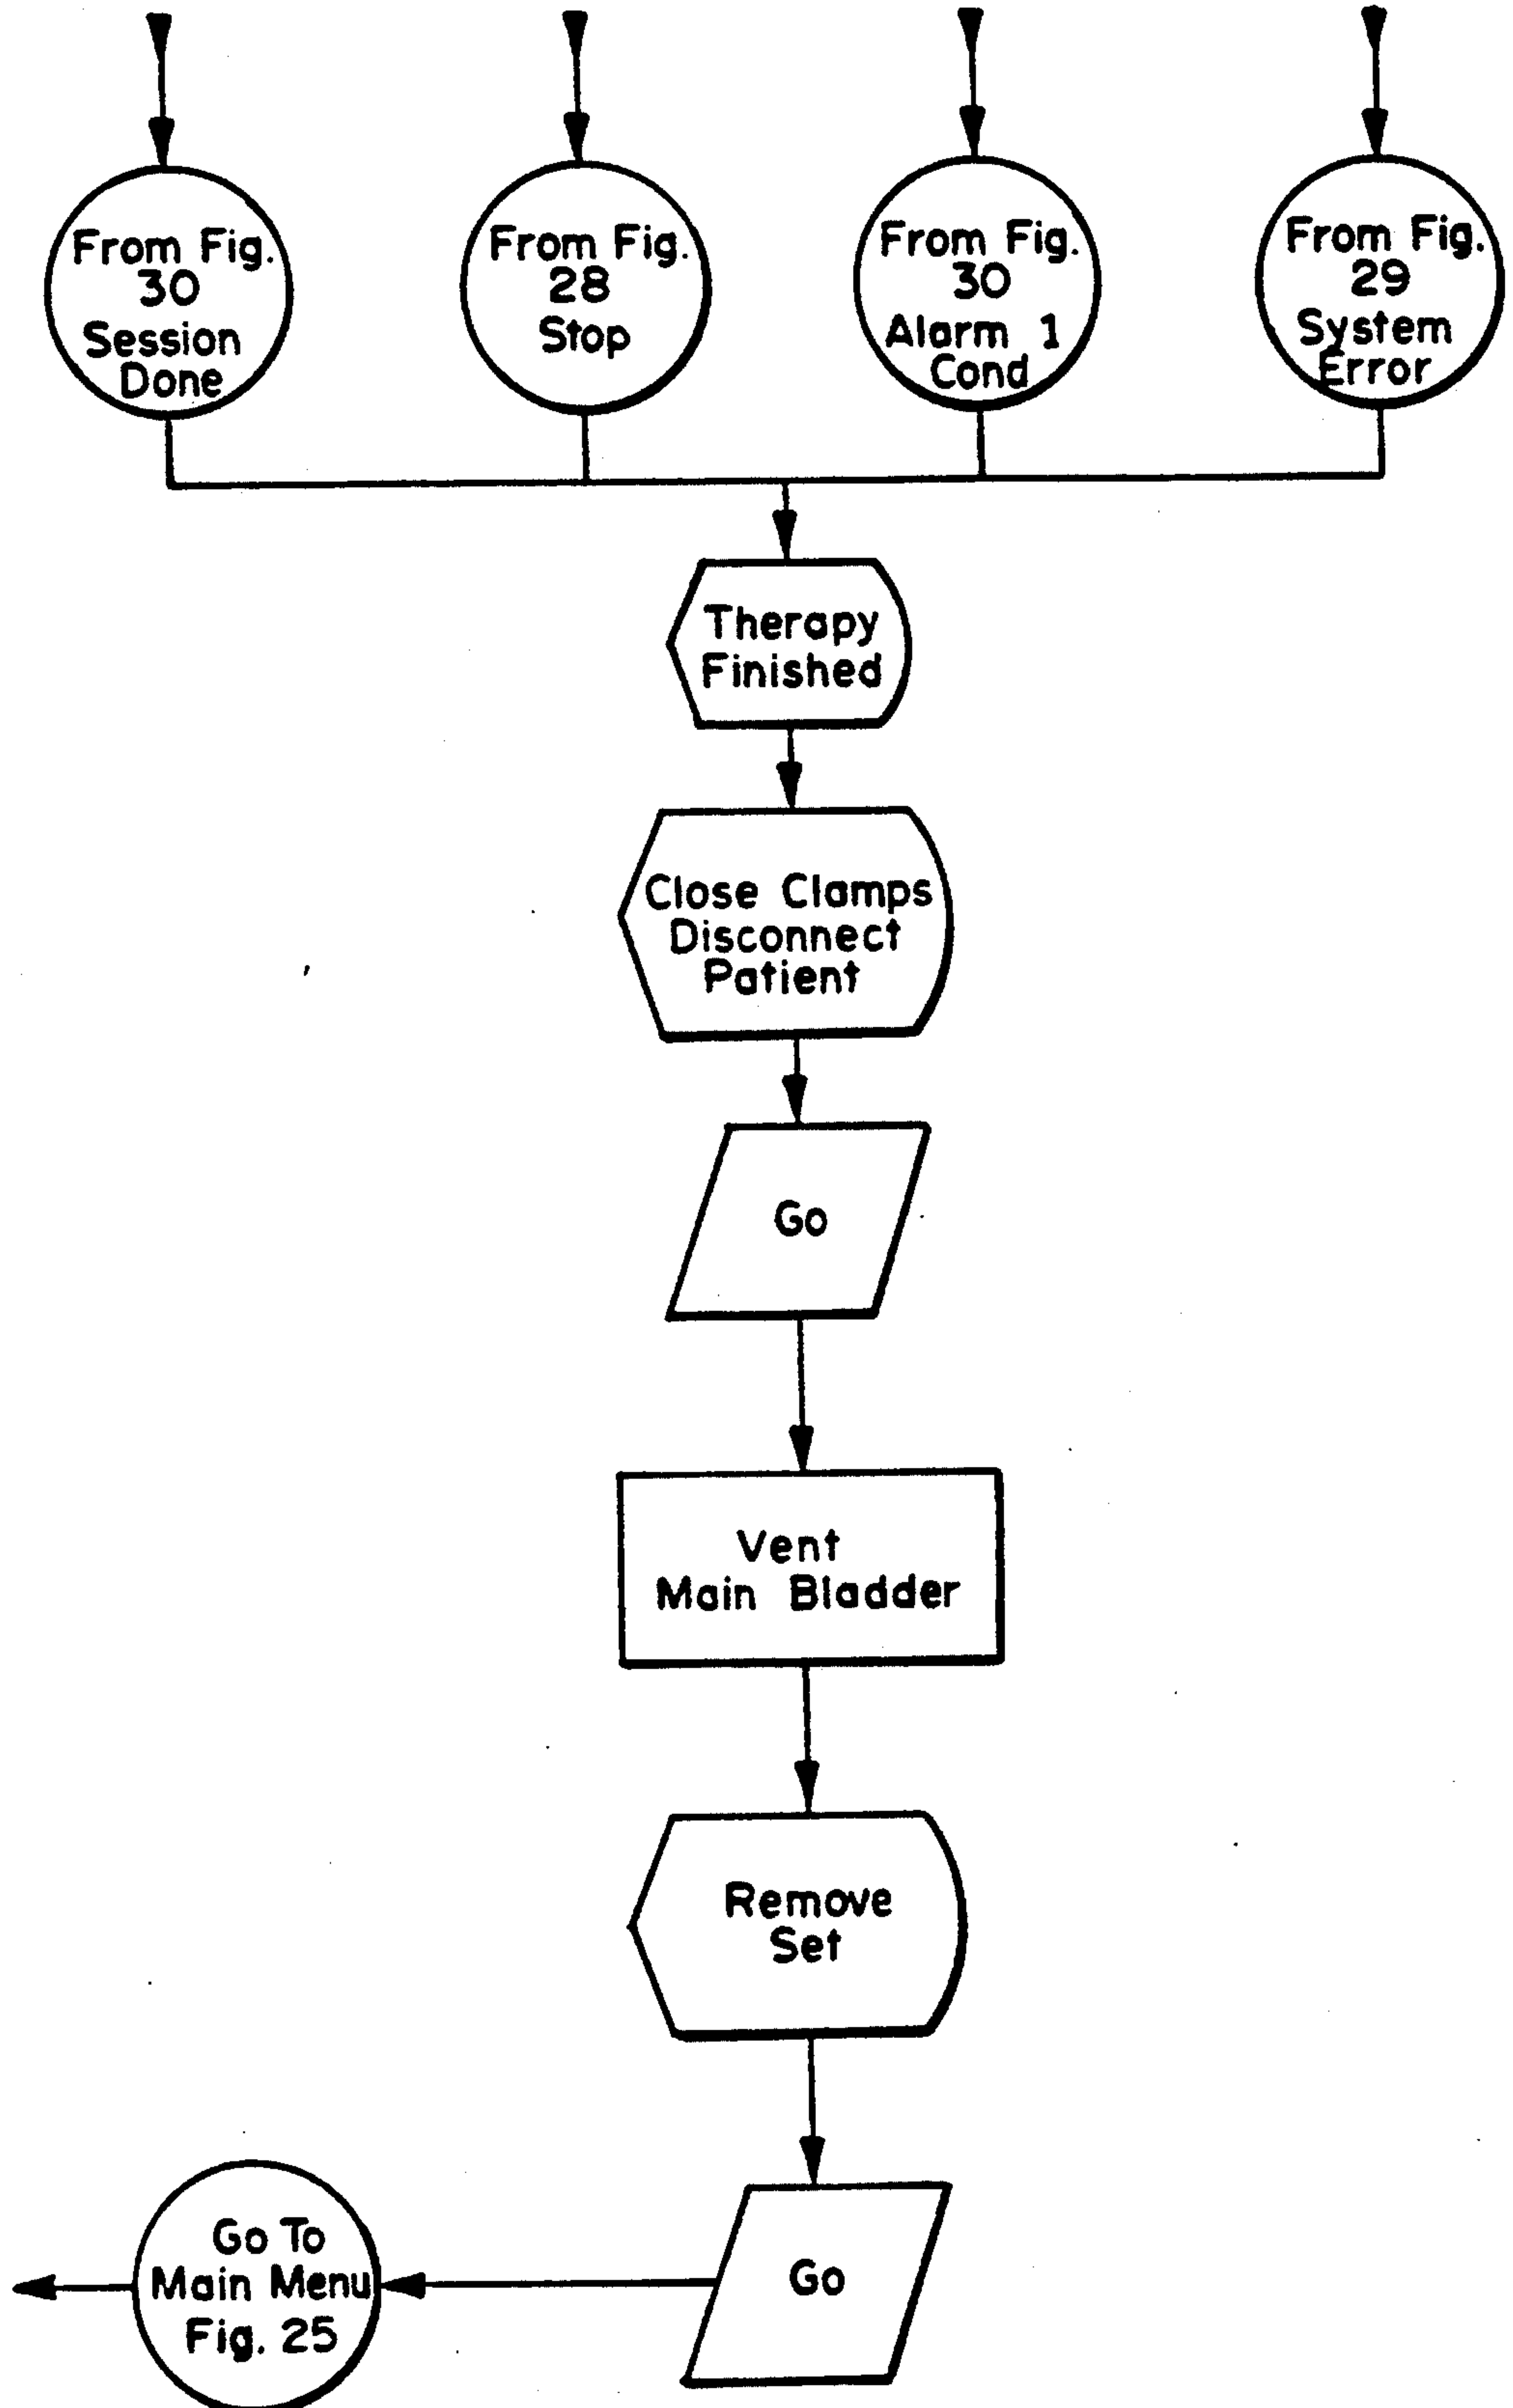 From Fig.
30
Session
Done
From Fig.
28
Stop
From Fig.
30
Alarm 1
Cond
From Fig.
29
System
Error
Therapy
Finished
Close Clamps
Disconnect
Patient
Go
Vent
Main Bladder
Remove
Set
Go
Go To
Main Menu
Fig. 25